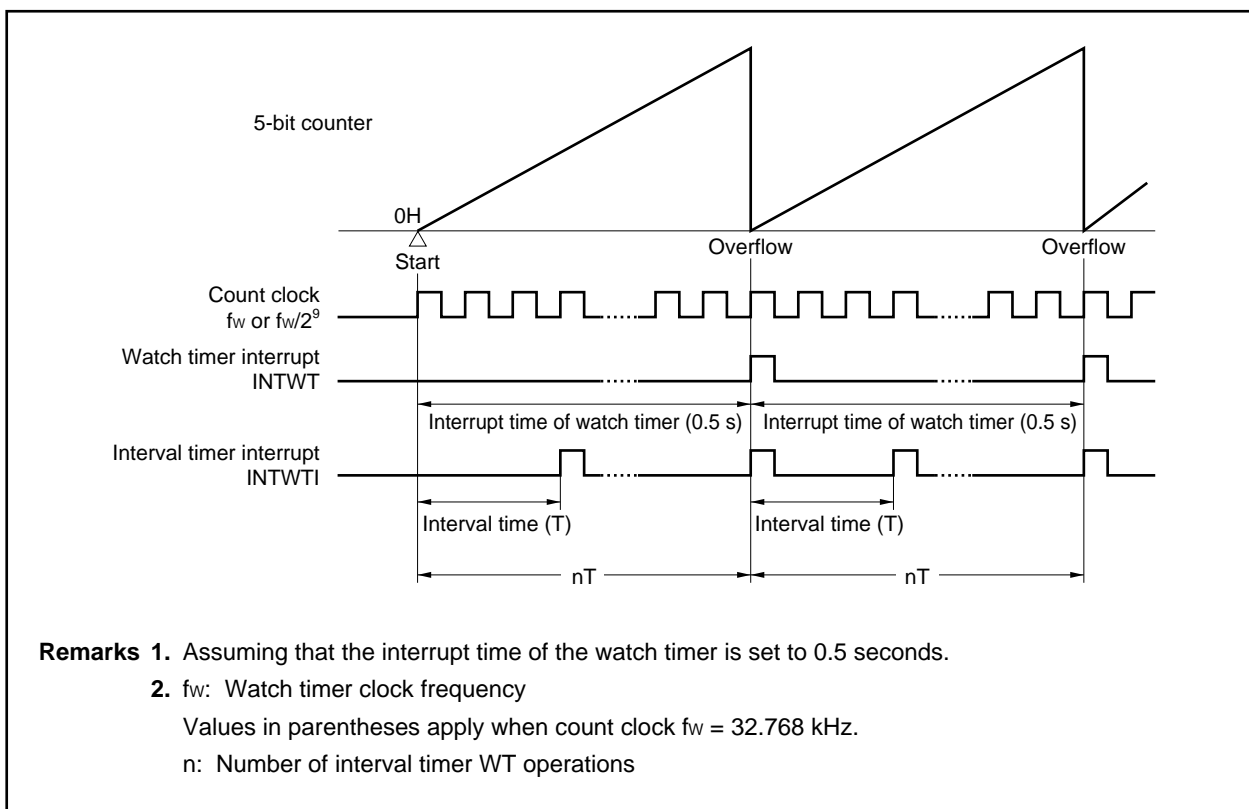 5-bit counter
0H
Start
Overflow
Overflow
Count clock
fW or fW/2⁹
Watch timer interrupt
INTWT
Interrupt time of watch timer (0.5 s)
Interrupt time of watch timer (0.5 s)
Interval timer interrupt
INTWTI
Interval time (T)
Interval time (T)
nT
nT
Remarks 1. Assuming that the interrupt time of the watch timer is set to 0.5 seconds.
2. fW: Watch timer clock frequency
Values in parentheses apply when count clock fW = 32.768 kHz.
n: Number of interval timer WT operations